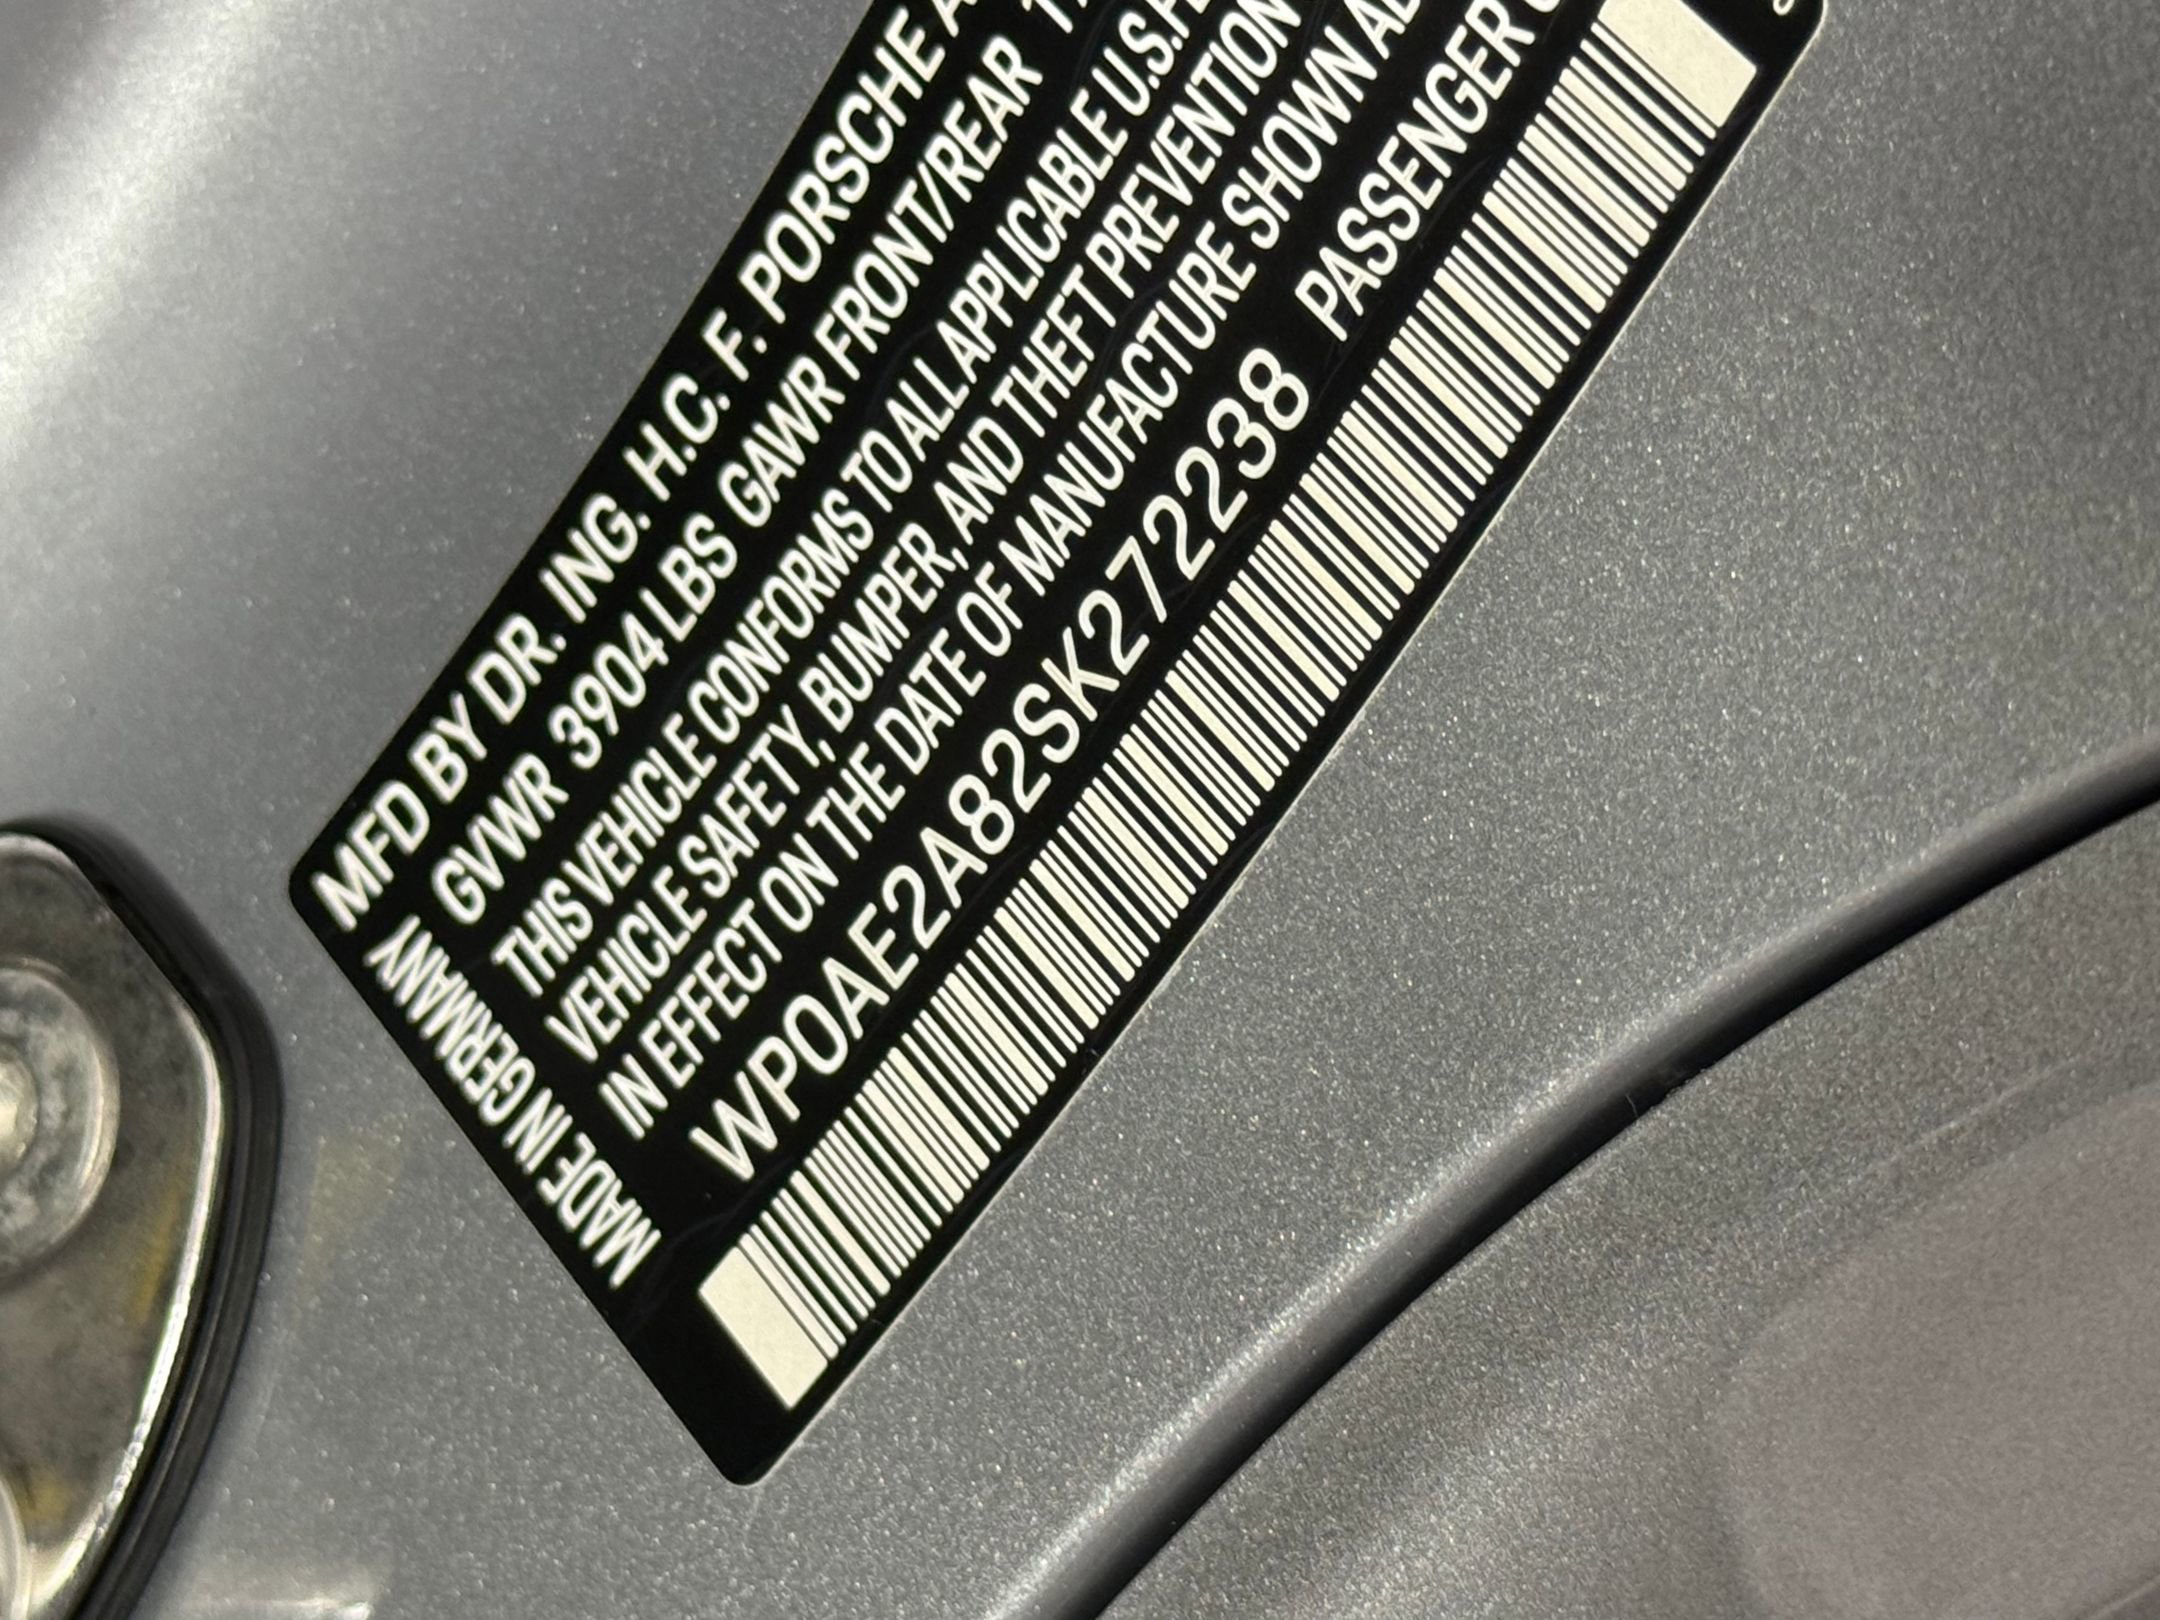 MFD BY DR. ING. H.C. F. PORSCHE
GVWR 3904 LBS GAWR FRONT/REAR
THIS VEHICLE CONFORMS TO ALL APPLICABLE U.S.
VEHICLE SAFETY, BUMPER, AND THEFT PREVENTION
IN EFFECT ON THE DATE OF MANUFACTURE SHOWN
WP0AE2A82SK272238 PASSENGER
MADE IN GERMANY